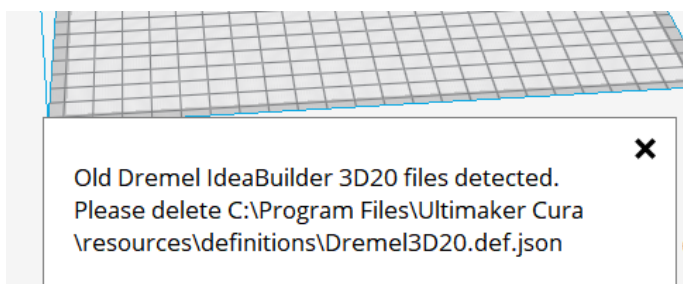 Old Dremel IdeaBuilder 3D20 files detected.
Please delete C:\Program Files\Ultimaker Cura
\resources\definitions\Dremel3D20.def.json